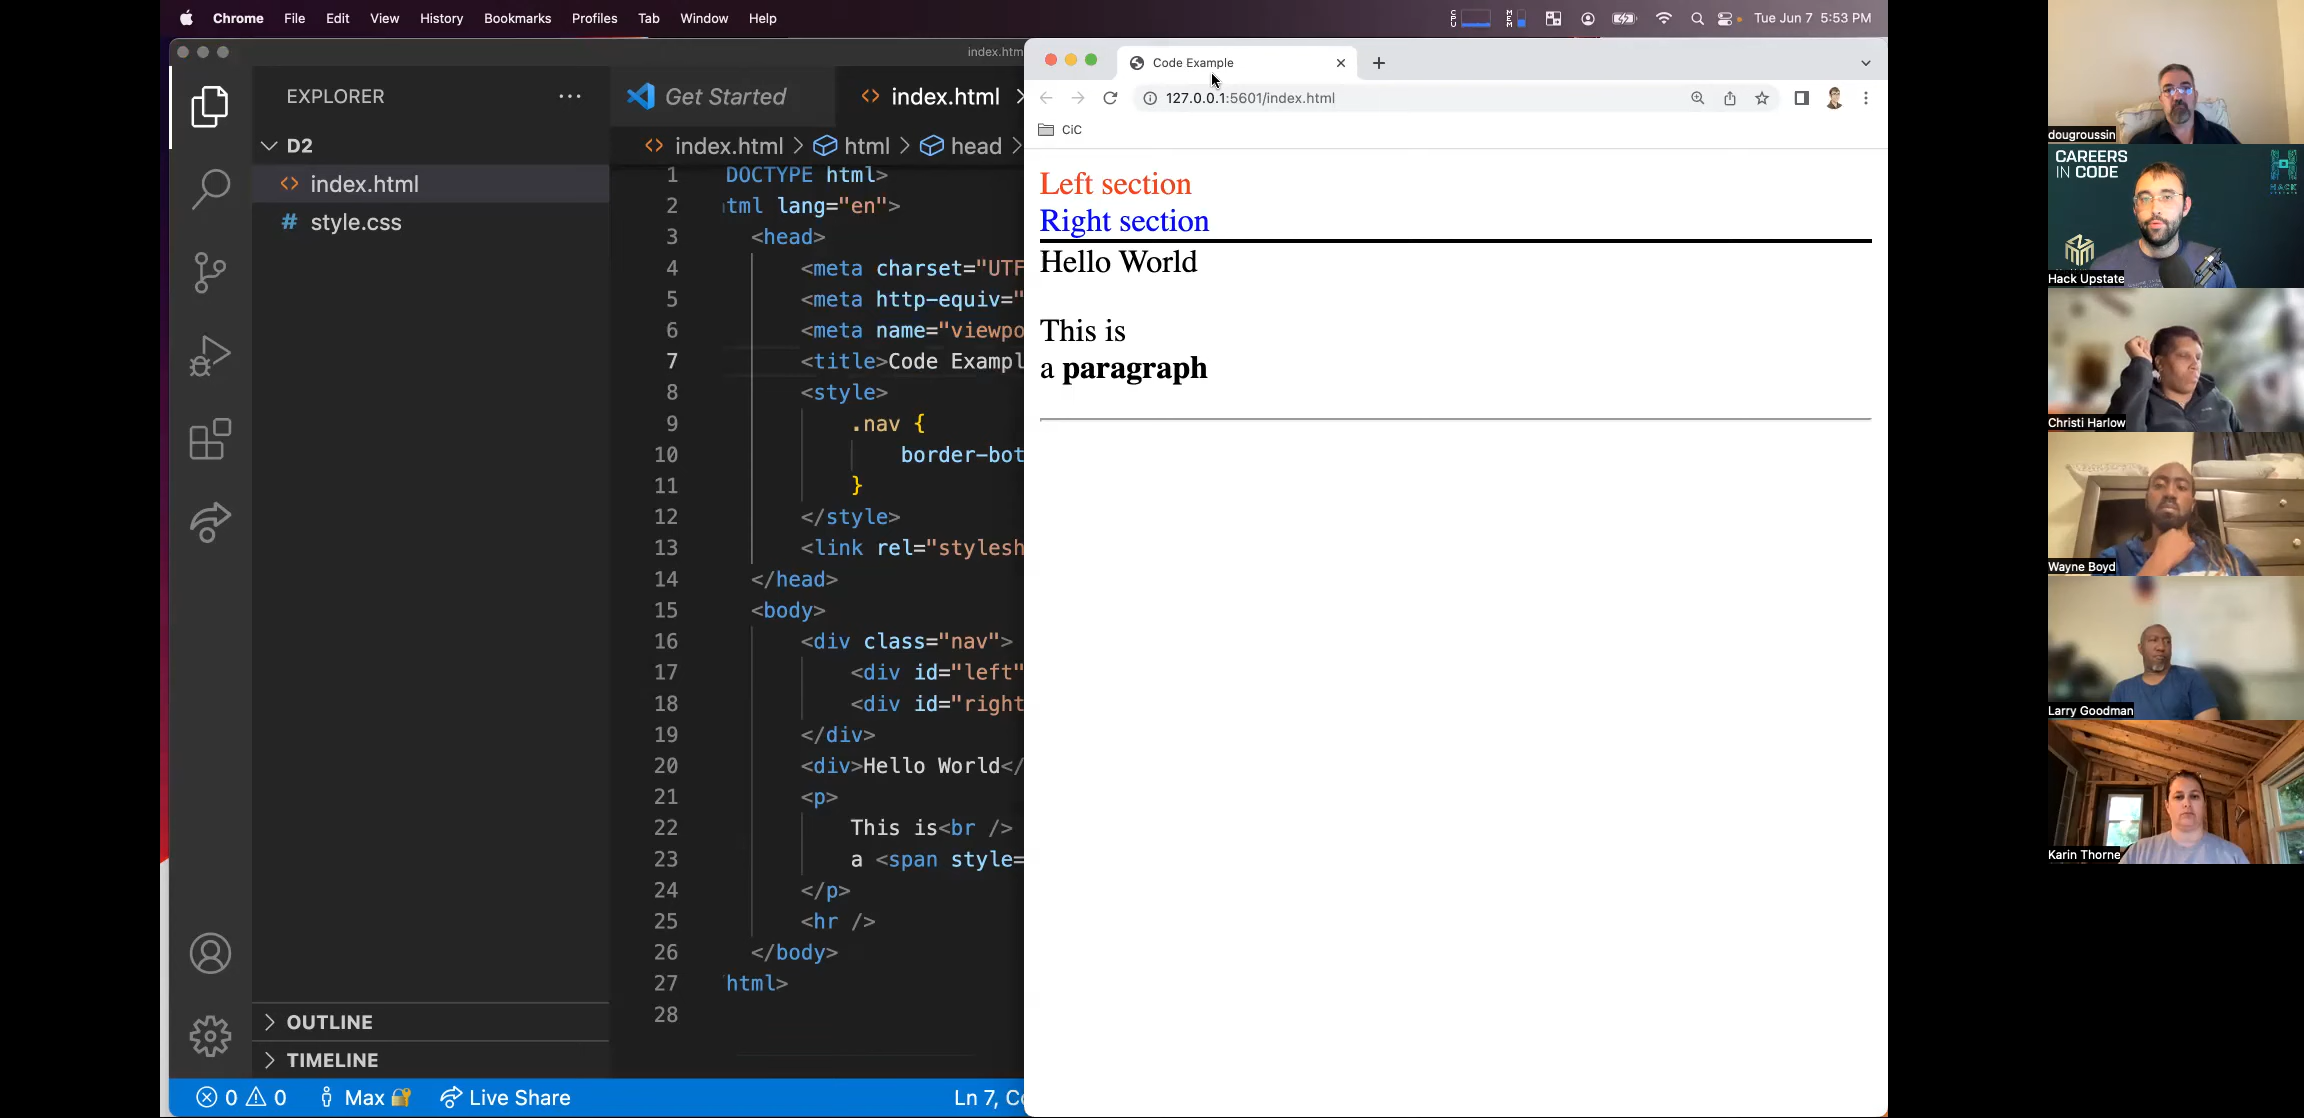 Chrome File Edit View History Bookmarks Profiles Tab Window Help
CPU MEM Tue Jun 7 5:53 PM
index.htm
EXPLORER
D2
index.html
style.css
OUTLINE
TIMELINE
Get Started
index.html
index.html > html > head >
1 DOCTYPE html>
2 tml lang="en">
3 <head>
4 <meta charset="UTF
5 <meta http-equiv="
6 <meta name="viewpo
7 <title>Code Exampl
8 <style>
9 .nav {
10 border-bot
11 }
12 </style>
13 <link rel="stylesh
14 </head>
15 <body>
16 <div class="nav">
17 <div id="left"
18 <div id="right
19 </div>
20 <div>Hello World</
21 <p>
22 This is<br />
23 a <span style=
24 </p>
25 <hr />
26 </body>
27 html>
28
0 0 Max Live Share Ln 7, Co
Code Example
127.0.0.1:5601/index.html
CiC
Left section
Right section
Hello World
This is
a paragraph
dougroussin
CAREERS
IN CODE
HACK
UPSTATE
Hack Upstate
Christi Harlow
Wayne Boyd
Larry Goodman
Karin Thorne